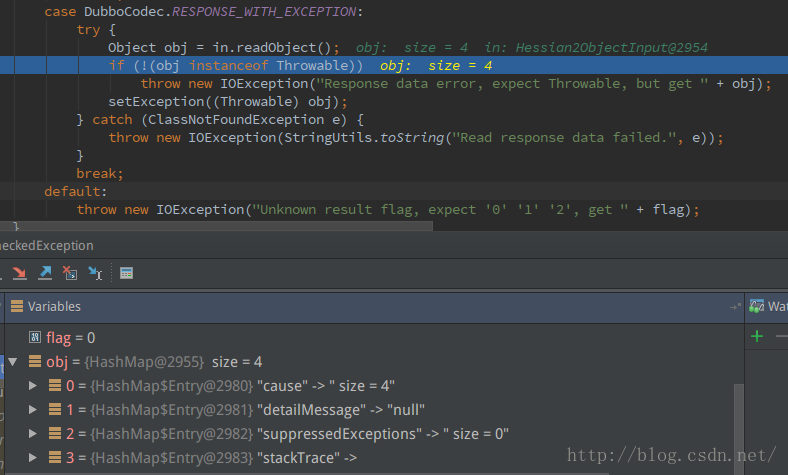 case DubboCodec.RESPONSE_WITH_EXCEPTION:
try {
Object obj = in.readObject(); obj: size = 4 in: Hessian2ObjectInput@2954
if (!(obj instanceof Throwable)) obj: size = 4
throw new IOException("Response data error, expect Throwable, but get " + obj);
setException((Throwable) obj);
} catch (ClassNotFoundException e) {
throw new IOException(StringUtils.toString("Read response data failed.", e));
}
break;
default:
throw new IOException("Unknown result flag, expect '0' '1' '2', get " + flag);
}
eckedException
Variables
Wat
flag = 0
obj = {HashMap@2955} size = 4
0 = {HashMap$Entry@2980} "cause" -> " size = 4"
1 = {HashMap$Entry@2981} "detailMessage" -> "null"
2 = {HashMap$Entry@2982} "suppressedExceptions" -> " size = 0"
3 = {HashMap$Entry@2983} "stackTrace" ->
http://blog.csdn.net/